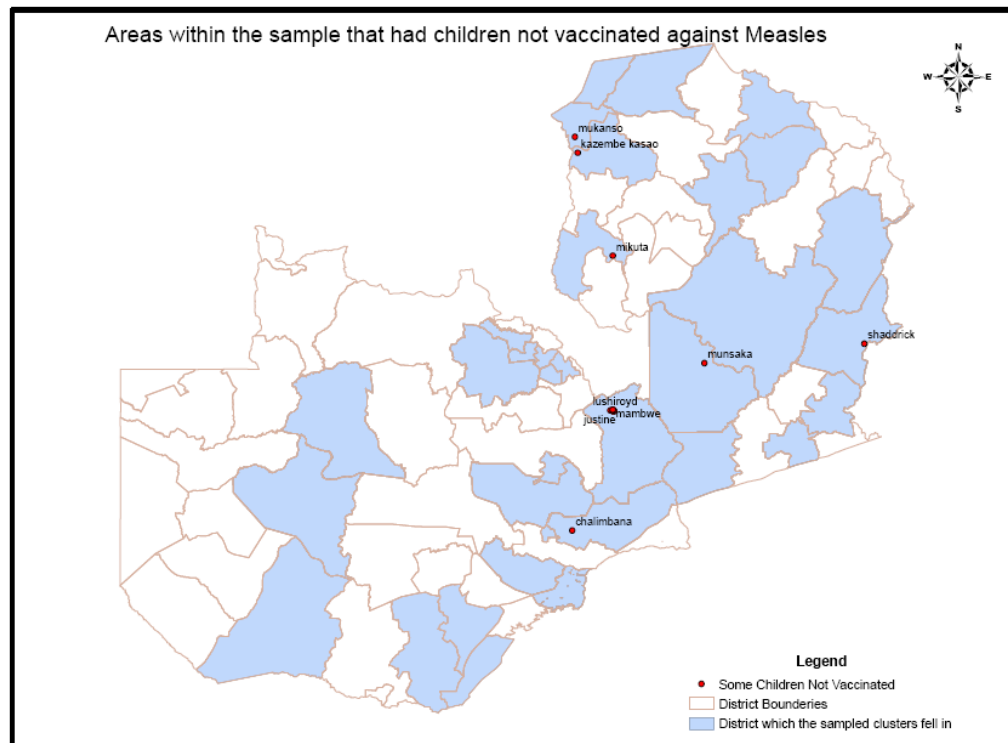 Areas within the sample that had children not vaccinated against Measles
N
W E
S
mukanso
kazembe kasao
mikuta
shaddrick
munsaka
lushiroyd
mambwe
justine
chalimbana
Legend
Some Children Not Vaccinated
District Bounderies
District which the sampled clusters fell in